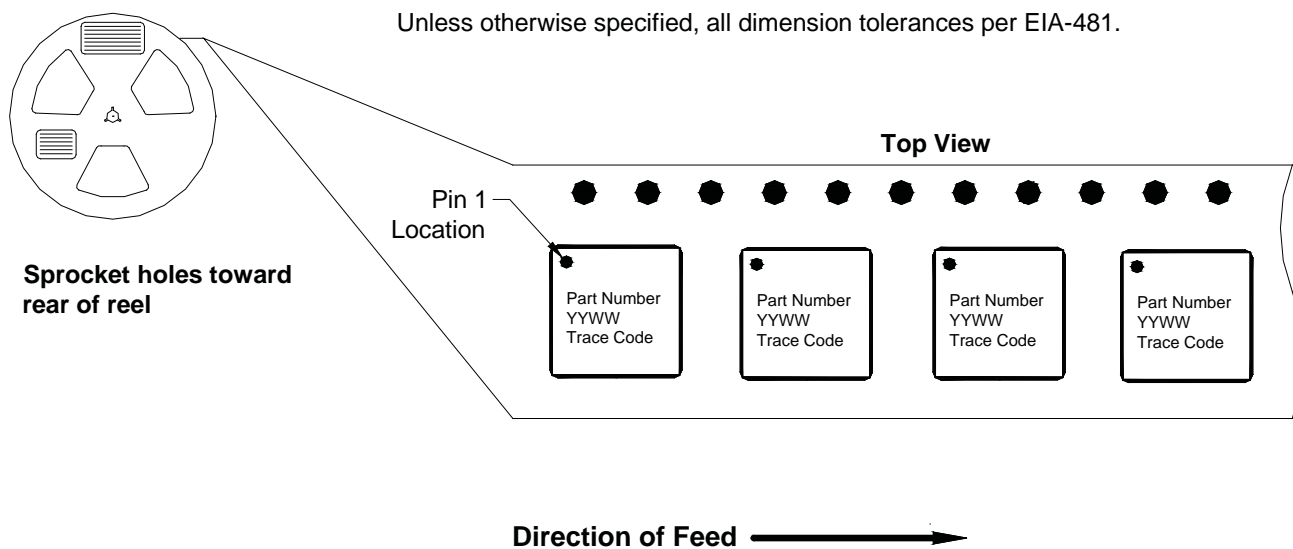 Unless otherwise specified, all dimension tolerances per EIA-481.
Top View
Pin 1
Location
Sprocket holes toward
rear of reel
Part Number
YYWW
Trace Code
Part Number
YYWW
Trace Code
Part Number
YYWW
Trace Code
Part Number
YYWW
Trace Code
Direction of Feed